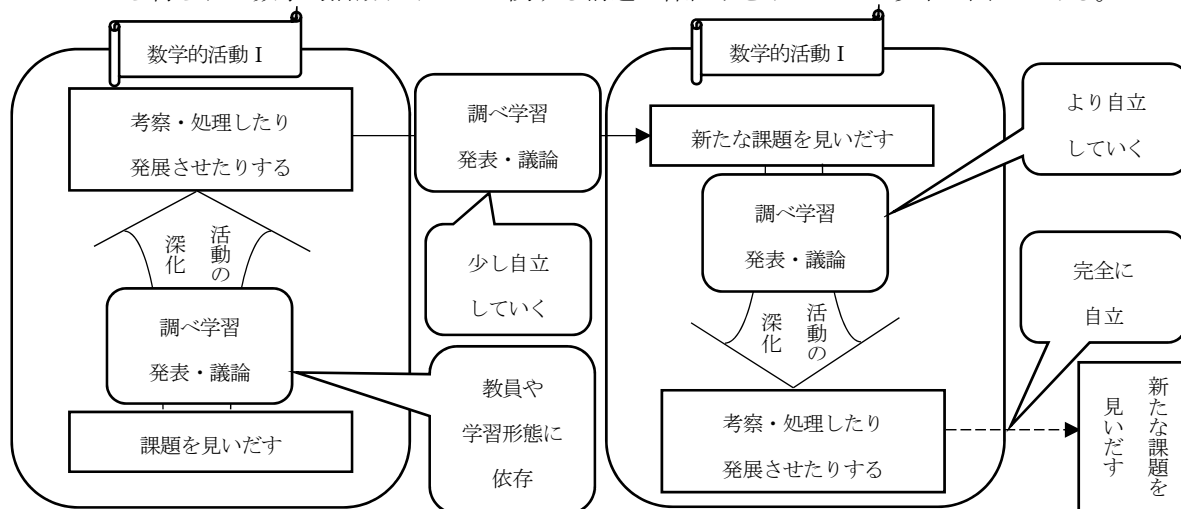 数学的活動Ⅰ
考察・処理したり
発展させたりする
活動の
深化
調べ学習
発表・議論
課題を見いだす
調べ学習
発表・議論
少し自立
していく
教員や
学習形態に
依存
数学的活動Ⅰ
新たな課題を見いだす
調べ学習
発表・議論
活動の
深化
考察・処理したり
発展させたりする
より自立
していく
完全に
自立
新たな課題を
見いだす